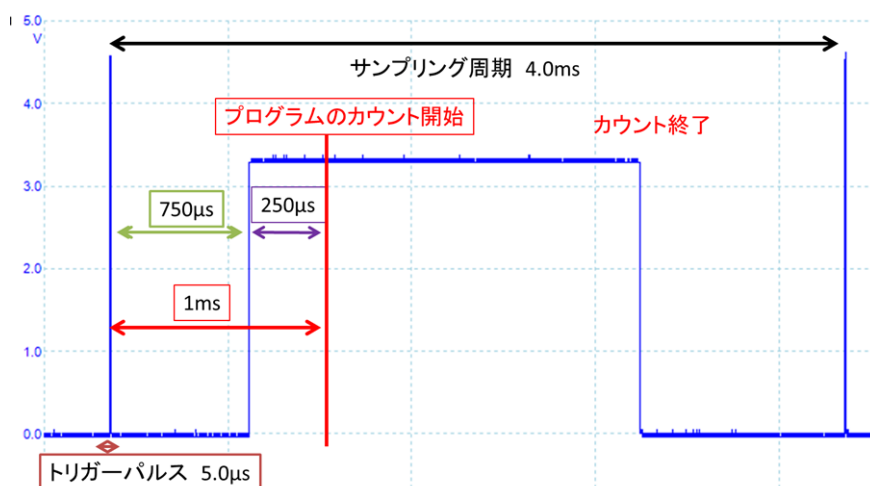 5.0
V
サンプリング周期 4.0ms
4.0
プログラムのカウント開始
カウント終了
3.0
750µs
250µs
2.0
1ms
1.0
0.0
トリガーパルス 5.0µs